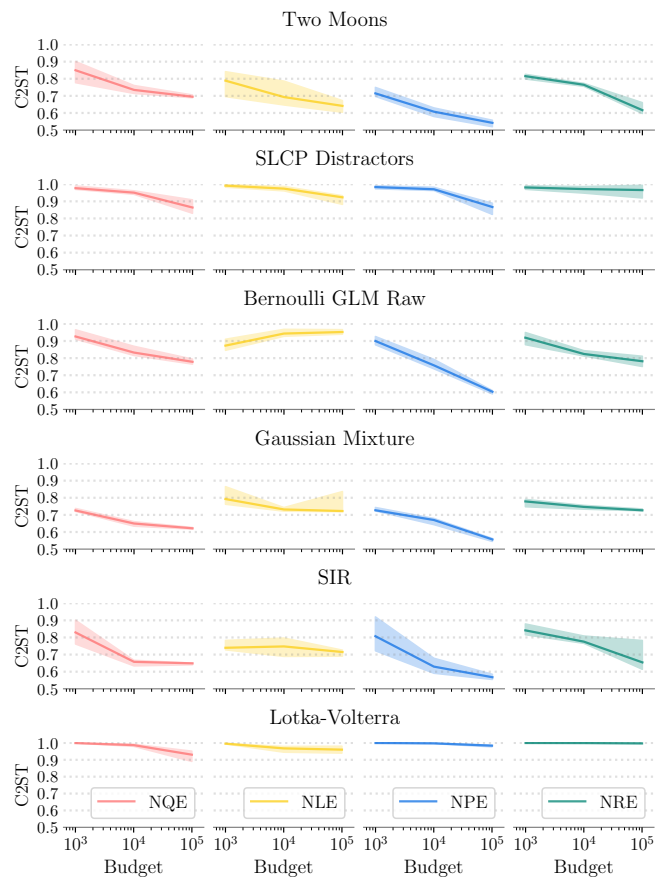 Two Moons
C2ST
1.0
0.9
0.8
0.7
0.6
0.5
SLCP Distractors
C2ST
1.0
0.9
0.8
0.7
0.6
0.5
Bernoulli GLM Raw
C2ST
1.0
0.9
0.8
0.7
0.6
0.5
Gaussian Mixture
C2ST
1.0
0.9
0.8
0.7
0.6
0.5
SIR
C2ST
1.0
0.9
0.8
0.7
0.6
0.5
Lotka-Volterra
C2ST
1.0
0.9
0.8
0.7
0.6
0.5
NQE NLE NPE NRE
10³ 10⁴ 10⁵ 10³ 10⁴ 10⁵ 10³ 10⁴ 10⁵ 10³ 10⁴ 10⁵
Budget Budget Budget Budget